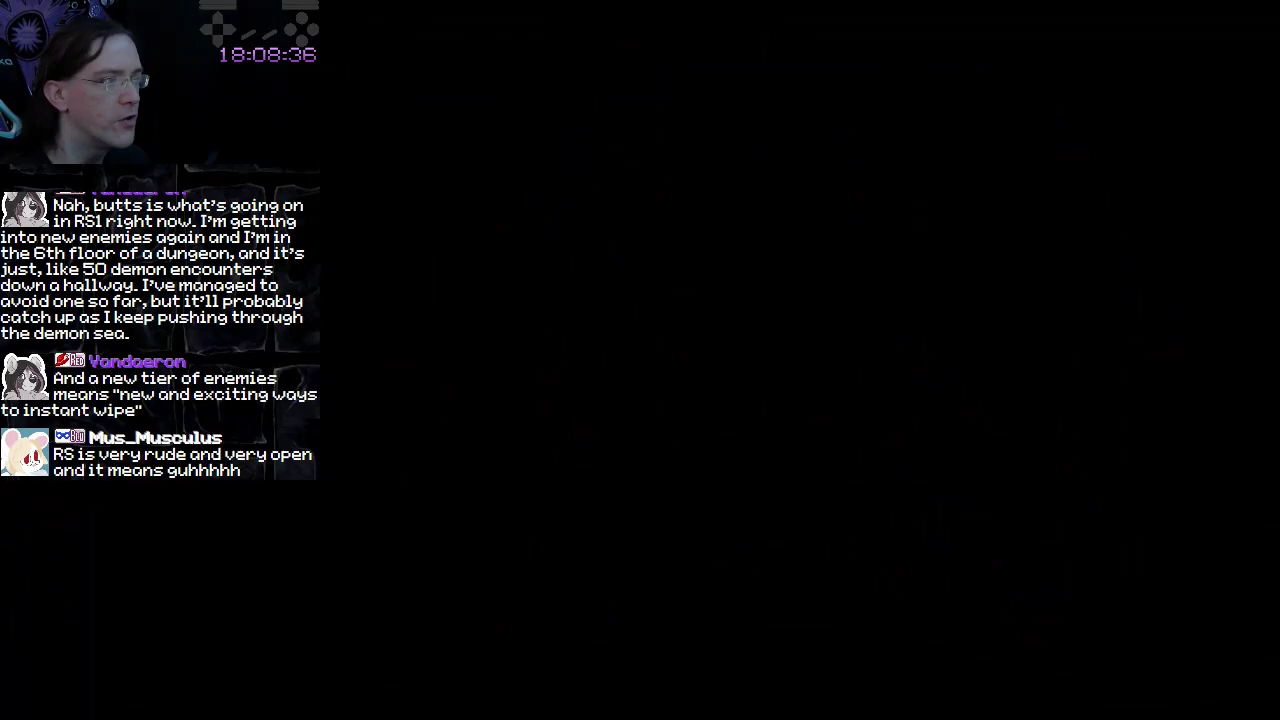 xa
18:08:36
Nah, butts is what's going on
in RS1 right now. I'm getting
into new enemies again and I'm in
the 6th floor of a dungeon, and it's
just, like 50 demon encounters
down a hallway. I've managed to
avoid one so far, but it'll probably
catch up as I keep pushing through
the demon sea.
RED Vandaeron
And a new tier of enemies
means "new and exciting ways
to instant wipe"
BLU Mus_Musculus
RS is very rude and very open
and it means guhhhhh